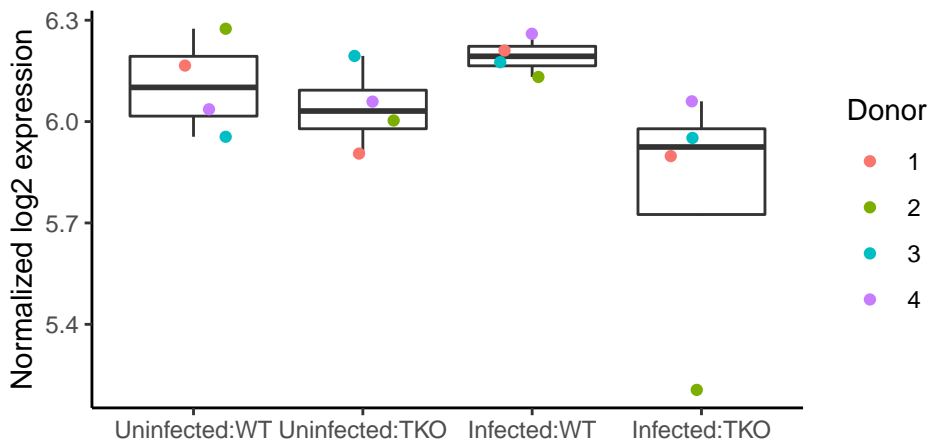 Normalized log2 expression
6.3
6.0
5.7
5.4
Uninfected:WT
Uninfected:TKO
Infected:WT
Infected:TKO
Donor
1
2
3
4